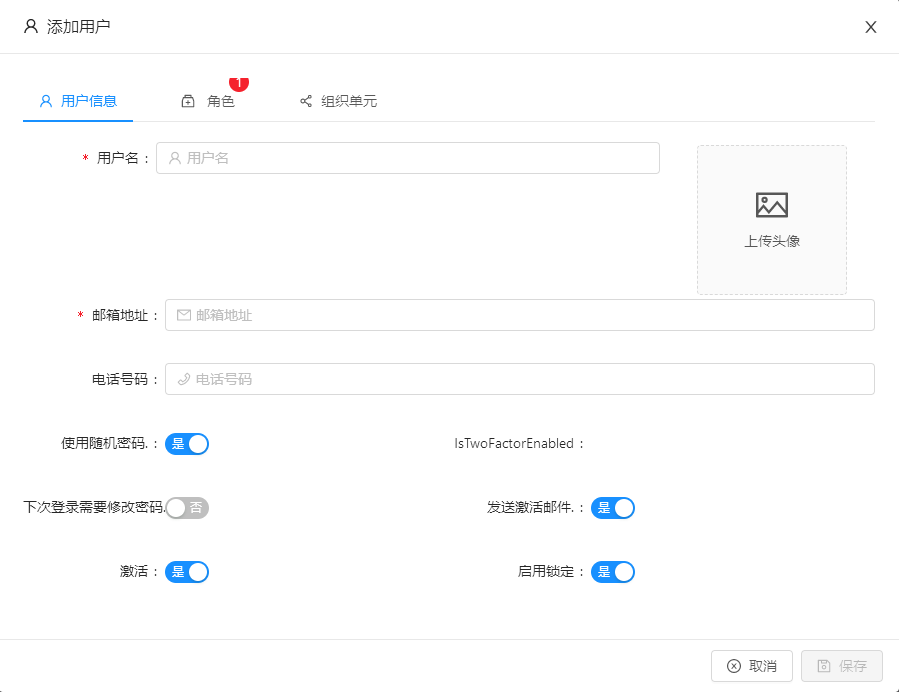 添加用户
用户信息 角色 1 组织单元
* 用户名 : 用户名
上传头像
* 邮箱地址 : 邮箱地址
电话号码 : 电话号码
使用随机密码. : 是 IsTwoFactorEnabled :
下次登录需要修改密码. 否 发送激活邮件. : 是
激活 : 是 启用锁定 : 是
取消 保存